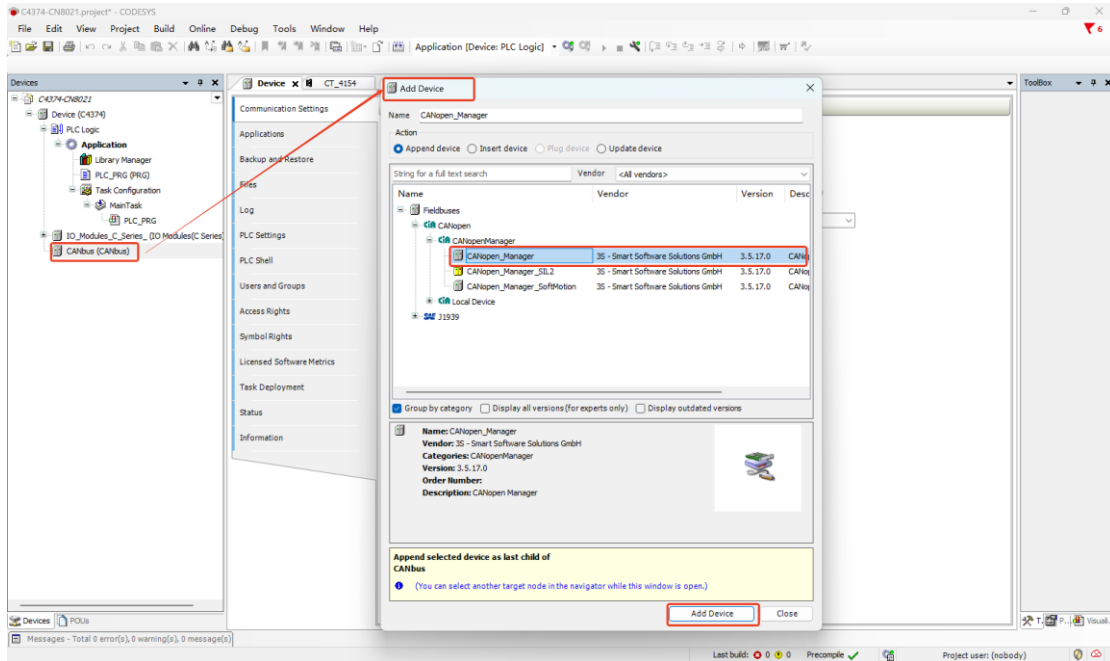 C4374-CN8021.project* - CODESYS
File Edit View Project Build Online Debug Tools Window Help
6
Application [Device: PLC Logic]
Devices
C4374-CN8021
Device (C4374)
PLC Logic
Application
Library Manager
PLC_PRG (PRG)
Task Configuration
MainTask
PLC_PRG
IO_Modules_C_Series_ (IO Modules(C Series
CANbus (CANbus)
Devices POUs
Device CT_4154
Communication Settings
Applications
Backup and Restore
Files
Log
PLC Settings
PLC Shell
Users and Groups
Access Rights
Symbol Rights
Licensed Software Metrics
Task Deployment
Status
Information
Add Device
Name CANopen_Manager
Action
Append device Insert device Plug device Update device
String for a full text search Vendor <All vendors>
Name Vendor Version Desc
Fieldbuses
CiA CANopen
CiA CANopenManager
CANopen_Manager 3S - Smart Software Solutions GmbH 3.5.17.0 CANo
CANopen_Manager_SIL2 3S - Smart Software Solutions GmbH 3.5.17.0 CANo
CANopen_Manager_SoftMotion 3S - Smart Software Solutions GmbH 3.5.17.0 CANo
CiA Local Device
SAE J1939
Group by category Display all versions (for experts only) Display outdated versions
Name: CANopen_Manager
Vendor: 3S - Smart Software Solutions GmbH
Categories: CANopenManager
Version: 3.5.17.0
Order Number:
Description: CANopen Manager
Append selected device as last child of
CANbus
(You can select another target node in the navigator while this window is open.)
Add Device Close
ToolBox
T. P... Visuali.
Messages - Total 0 error(s), 0 warning(s), 0 message(s)
Last build: 0 0 Precompile Project user: (nobody)